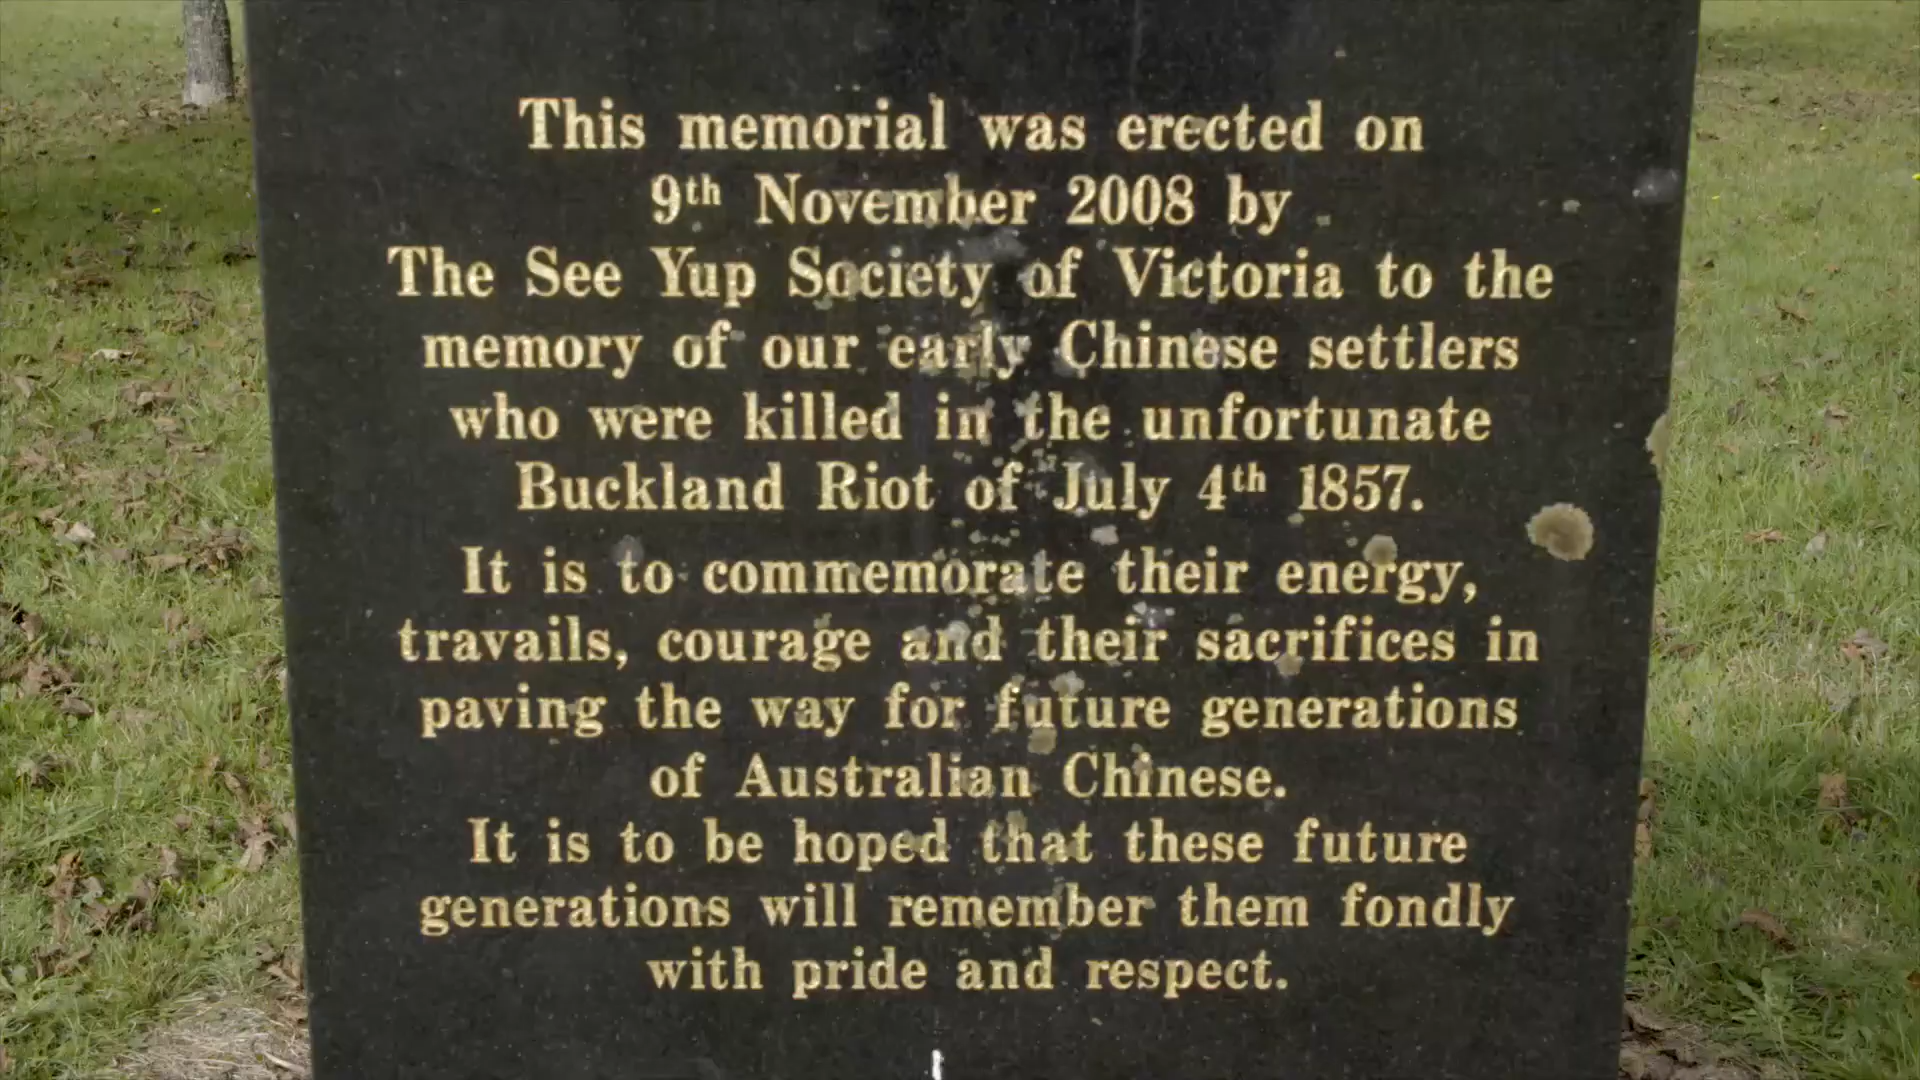 This memorial was erected on
9th November 2008 by
The See Yup Society of Victoria to the
memory of our early Chinese settlers
who were killed in the unfortunate
Buckland Riot of July 4th 1857.
It is to commemorate their energy,
travails, courage and their sacrifices in
paving the way for future generations
of Australian Chinese.
It is to be hoped that these future
generations will remember them fondly
with pride and respect.